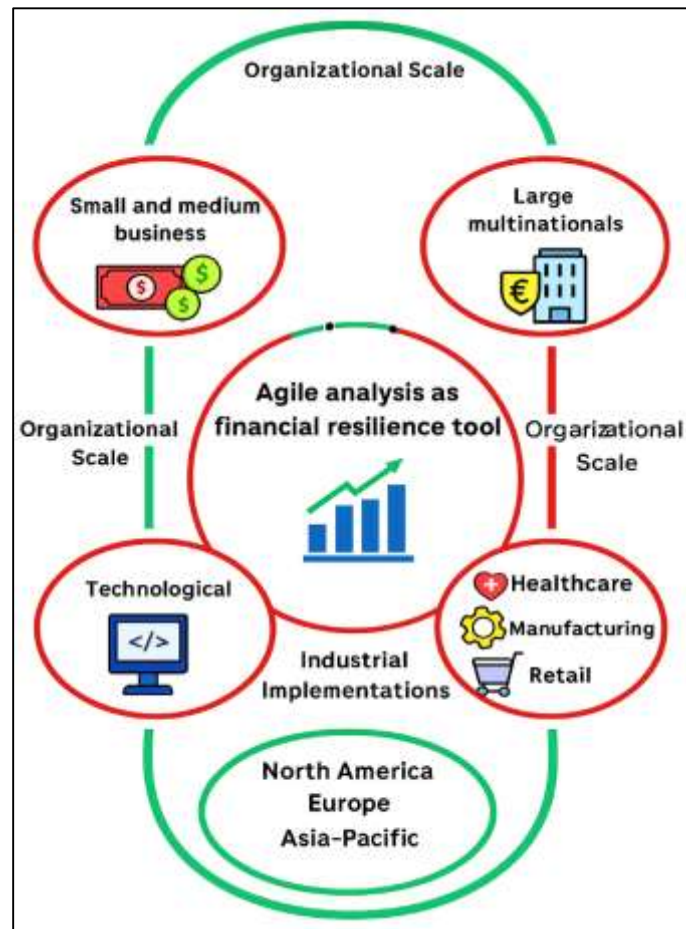 Organizational Scale
Small and medium
business
$
$
$
Large
multinationals
€
Agile analysis as
financial resilience tool
Organizational
Scale
Orgarizational
Scale
Technological
</>
Healthcare
Manufacturing
Retail
Industrial
Implementations
North America
Europe
Asia-Pacific